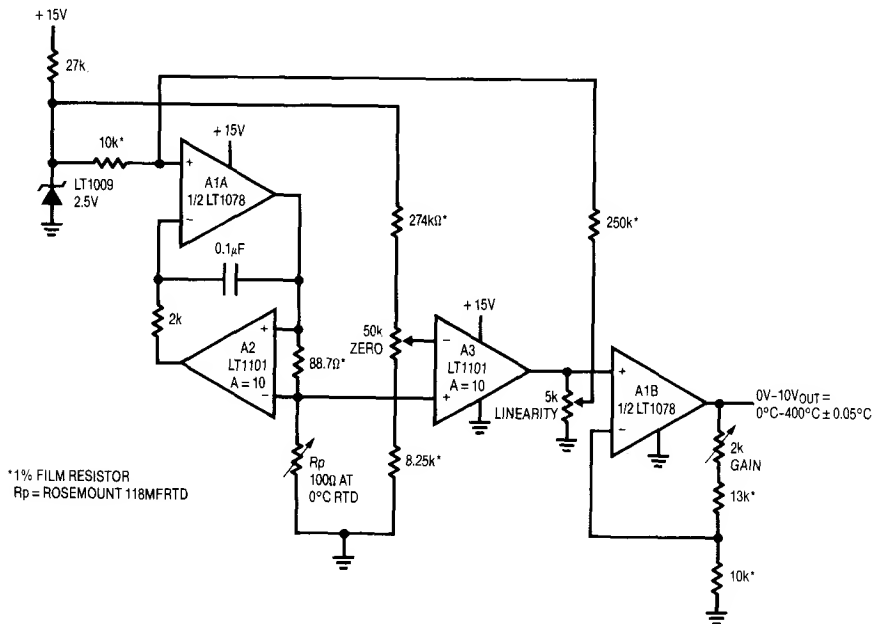 + 15V
27k
10k*
LT1009
2.5V
+ 15V
+
A1A
1/2 LT1078
−
0.1µF
2k
A2
LT1101
A = 10
+
−
88.7Ω*
Rp
100Ω AT
0°C RTD
274kΩ*
50k
ZERO
8.25k*
+ 15V
−
A3
LT1101
A = 10
+
250k*
5k
LINEARITY
+
A1B
1/2 LT1078
−
0V–10VOUT =
0°C–400°C ± 0.05°C
2k
GAIN
13k*
10k*
*1% FILM RESISTOR
Rp = ROSEMOUNT 118MFRTD